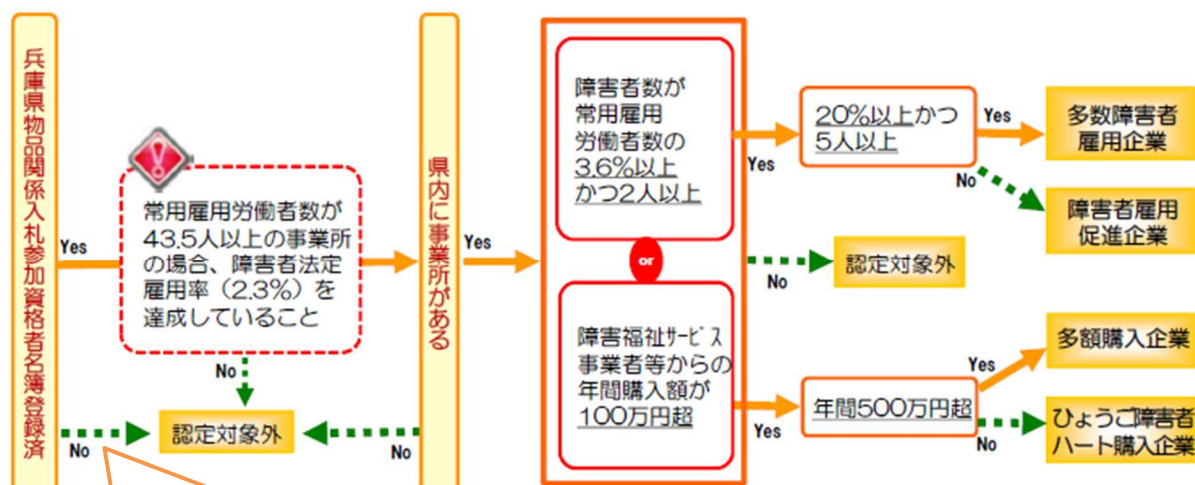 兵庫県物品関係入札参加資格者名簿登録済
Yes
No
常用雇用労働者数が
43.5人以上の事業所
の場合、障害者法定
雇用率（2.3%）を
達成していること
No
認定対象外
県内に事業所がある
Yes
No
障害者数が
常用雇用
労働者数の
3.6%以上
かつ2人以上
or
障害福祉ｻｰﾋﾞｽ
事業者等からの
年間購入額が
100万円超
Yes
20%以上かつ
5人以上
Yes
多数障害者
雇用企業
No
障害者雇用
促進企業
No
認定対象外
Yes
年間500万円超
Yes
多額購入企業
No
ひょうご障害者
ハート購入企業